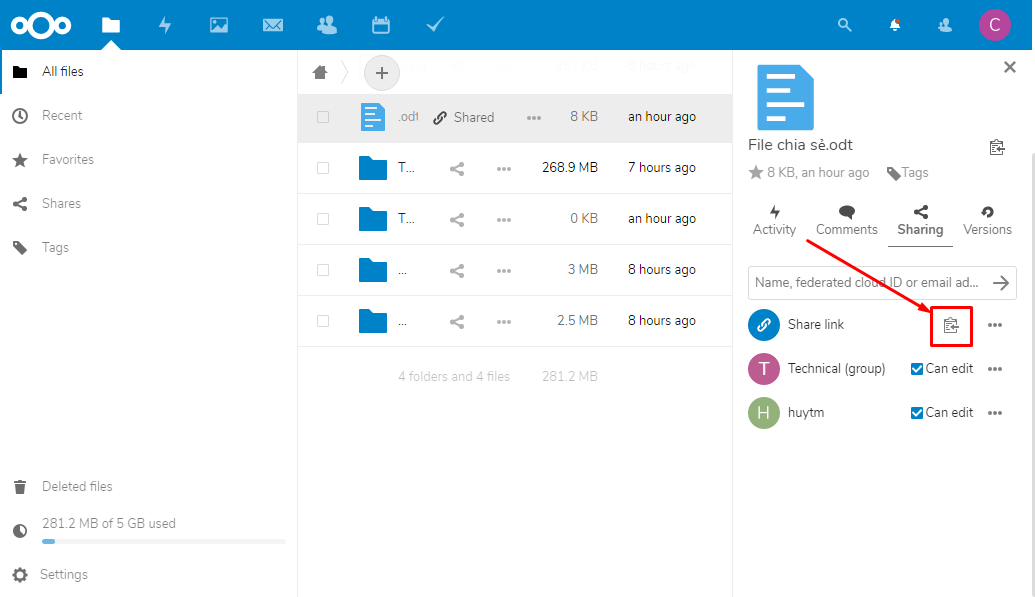 C
All files
Recent
Favorites
Shares
Tags
Deleted files
281.2 MB of 5 GB used
Settings
+
.odt Shared 8 KB an hour ago
T... 268.9 MB 7 hours ago
T... 0 KB an hour ago
... 3 MB 8 hours ago
... 2.5 MB 8 hours ago
4 folders and 4 files 281.2 MB
File chia sẻ.odt
8 KB, an hour ago Tags
Activity Comments Sharing Versions
Name, federated cloud ID or email ad...
Share link
T Technical (group) Can edit
H huytm Can edit